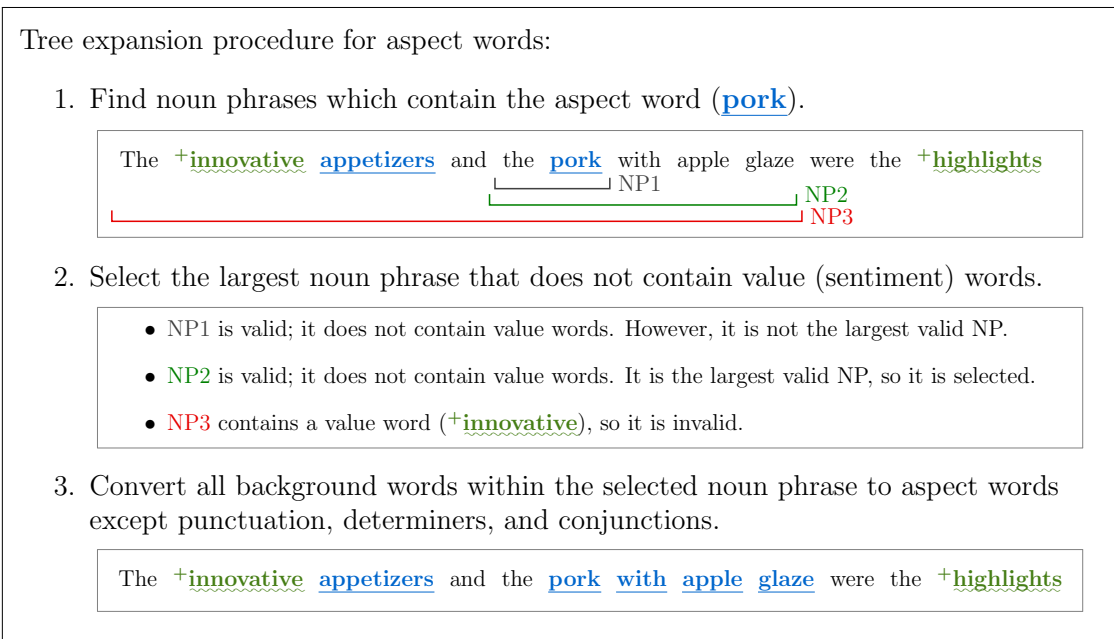 Tree expansion procedure for aspect words:
1. Find noun phrases which contain the aspect word (pork).
The +innovative appetizers and the pork with apple glaze were the +highlights
NP1
NP2
NP3
2. Select the largest noun phrase that does not contain value (sentiment) words.
• NP1 is valid; it does not contain value words. However, it is not the largest valid NP.
• NP2 is valid; it does not contain value words. It is the largest valid NP, so it is selected.
• NP3 contains a value word (+innovative), so it is invalid.
3. Convert all background words within the selected noun phrase to aspect words
except punctuation, determiners, and conjunctions.
The +innovative appetizers and the pork with apple glaze were the +highlights